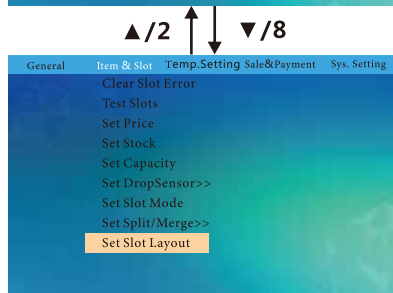 ▲/2 ▼/8
General Item & Slot Temp.Setting Sale&Payment Sys. Setting
Clear Slot Error
Test Slots
Set Price
Set Stock
Set Capacity
Set DropSensor>>
Set Slot Mode
Set Split/Merge>>
Set Slot Layout